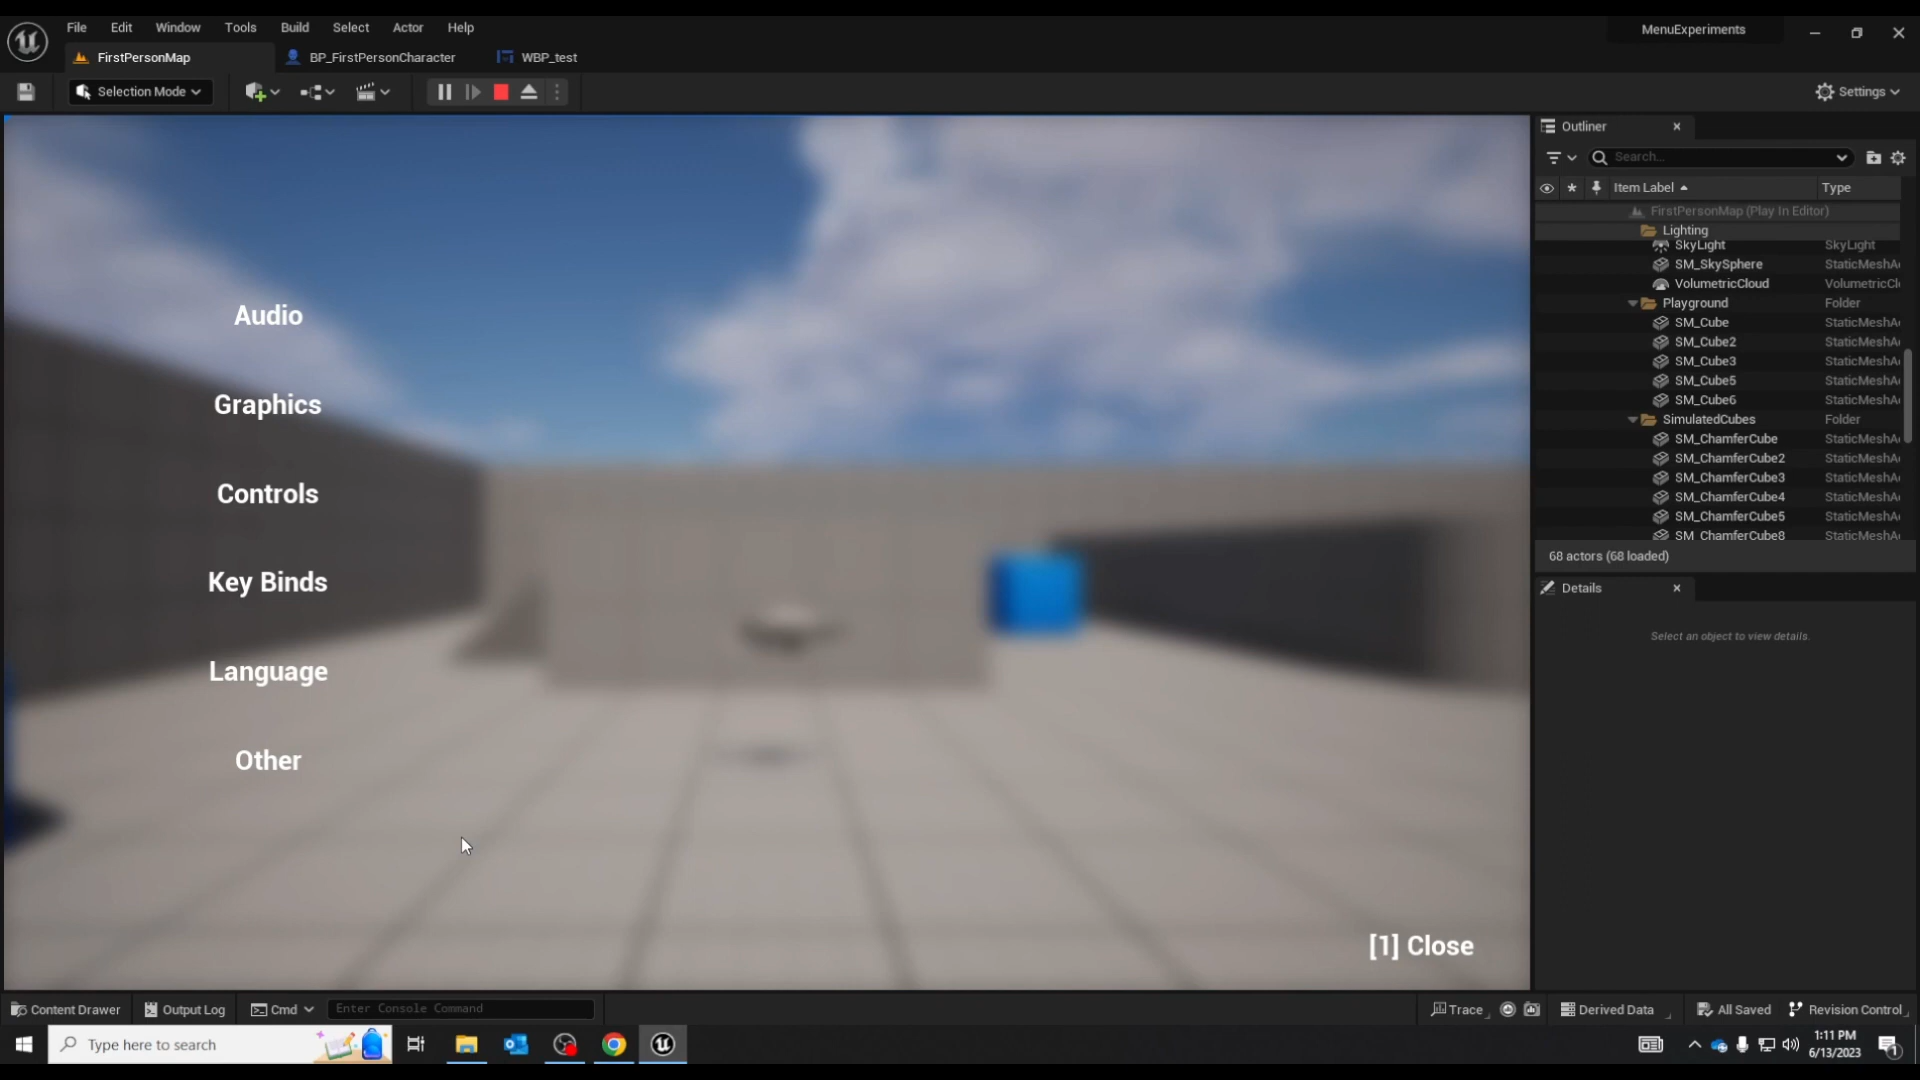 File Edit Window Tools Build Select Actor Help
MenuExperiments
FirstPersonMap BP_FirstPersonCharacter WBP_test
Selection Mode
Settings
Audio
Graphics
Controls
Key Binds
Language
Other
[1] Close
Outliner
Search...
Item Label Type
FirstPersonMap (Play In Editor)
Lighting
SkyLight SkyLight
SM_SkySphere StaticMeshA
VolumetricCloud VolumetricCl
Playground Folder
SM_Cube StaticMeshA
SM_Cube2 StaticMeshA
SM_Cube3 StaticMeshA
SM_Cube5 StaticMeshA
SM_Cube6 StaticMeshA
SimulatedCubes Folder
SM_ChamferCube StaticMeshA
SM_ChamferCube2 StaticMeshA
SM_ChamferCube3 StaticMeshA
SM_ChamferCube4 StaticMeshA
SM_ChamferCube5 StaticMeshA
SM_ChamferCube8 StaticMeshA
68 actors (68 loaded)
Details
Select an object to view details.
Content Drawer Output Log Cmd Enter Console Command Trace Derived Data All Saved Revision Control
Type here to search
1:11 PM
6/13/2023
1